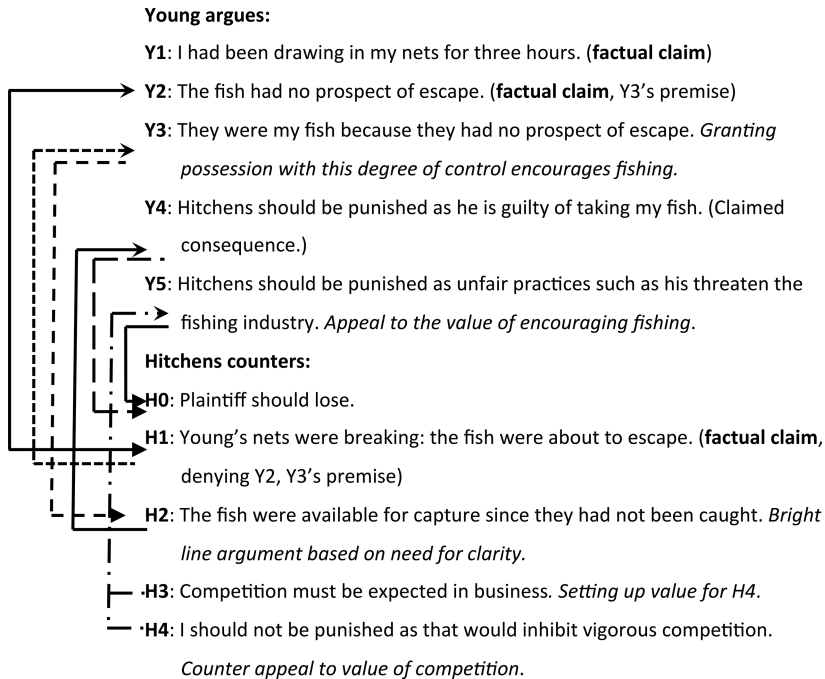 Young argues:
Y1: I had been drawing in my nets for three hours. (factual claim)
Y2: The fish had no prospect of escape. (factual claim, Y3's premise)
Y3: They were my fish because they had no prospect of escape. Granting
possession with this degree of control encourages fishing.
Y4: Hitchens should be punished as he is guilty of taking my fish. (Claimed
consequence.)
Y5: Hitchens should be punished as unfair practices such as his threaten the
fishing industry. Appeal to the value of encouraging fishing.
Hitchens counters:
H0: Plaintiff should lose.
H1: Young's nets were breaking: the fish were about to escape. (factual claim,
denying Y2, Y3's premise)
H2: The fish were available for capture since they had not been caught. Bright
line argument based on need for clarity.
H3: Competition must be expected in business. Setting up value for H4.
H4: I should not be punished as that would inhibit vigorous competition.
Counter appeal to value of competition.